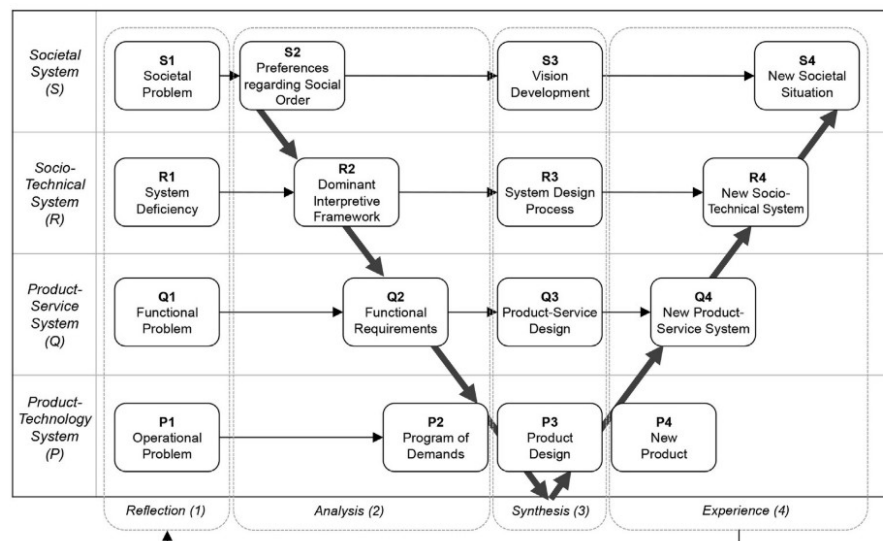 Societal
System
(S)
S1
Societal
Problem
S2
Preferences
regarding Social
Order
S3
Vision
Development
S4
New Societal
Situation
Socio-
Technical
System
(R)
R1
System
Deficiency
R2
Dominant
Interpretive
Framework
R3
System Design
Process
R4
New Socio-
Technical System
Product-
Service
System
(Q)
Q1
Functional
Problem
Q2
Functional
Requirements
Q3
Product-Service
Design
Q4
New Product-
Service System
Product-
Technology
System
(P)
P1
Operational
Problem
P2
Program of
Demands
P3
Product
Design
P4
New
Product
Reflection (1)
Analysis (2)
Synthesis (3)
Experience (4)